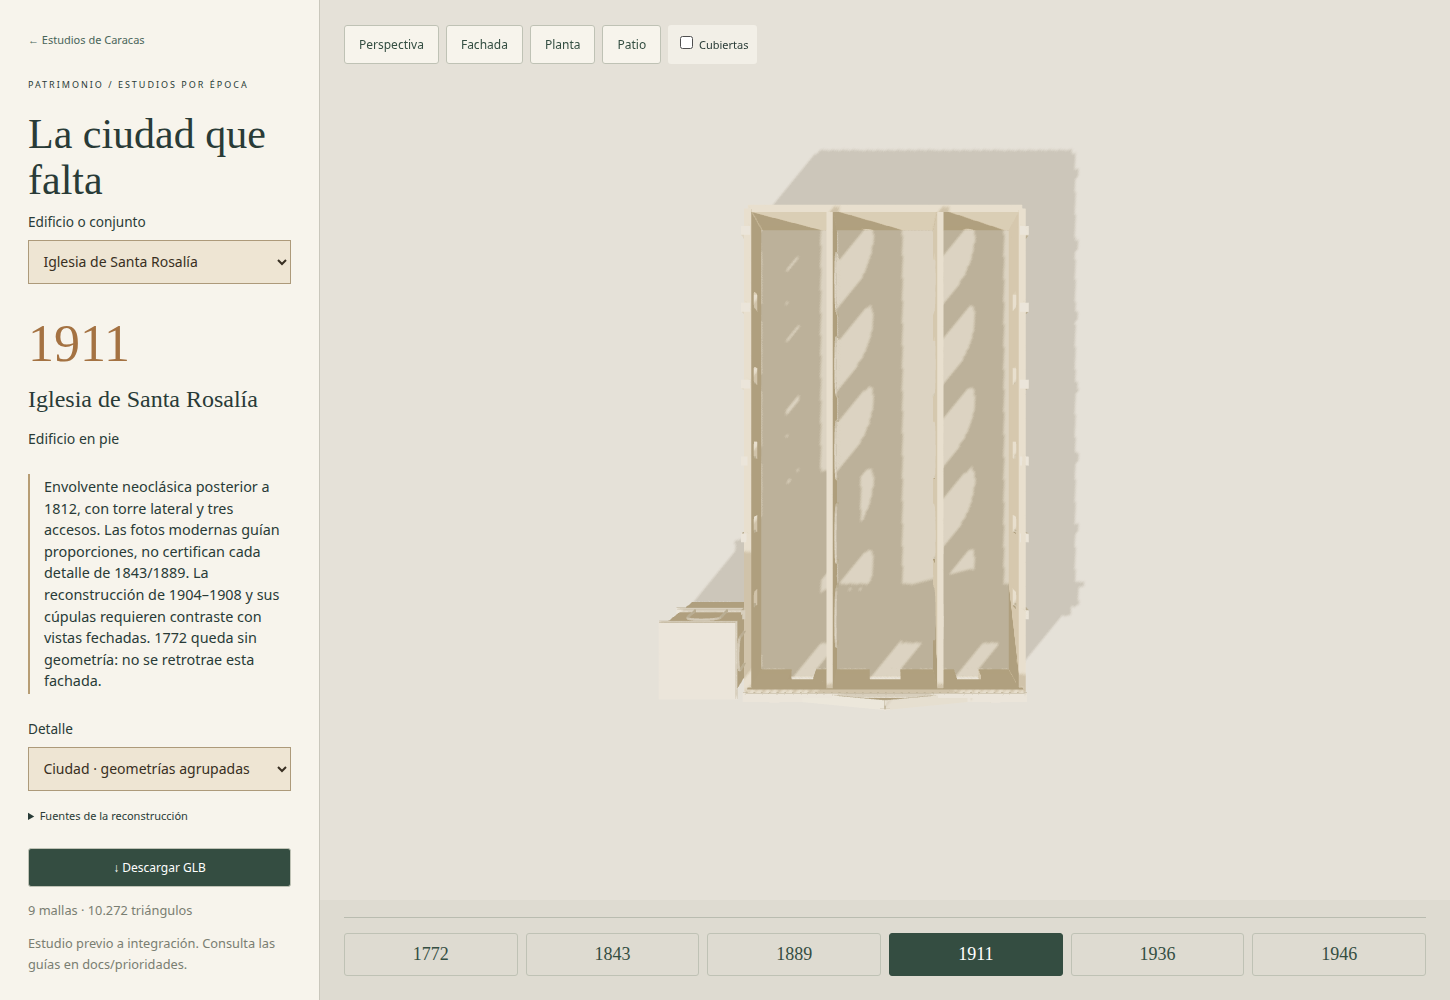 ← Estudios de Caracas
PATRIMONIO / ESTUDIOS POR ÉPOCA
La ciudad que
falta
Edificio o conjunto
Iglesia de Santa Rosalía
1911
Iglesia de Santa Rosalía
Edificio en pie
Envolvente neoclásica posterior a
1812, con torre lateral y tres
accesos. Las fotos modernas guían
proporciones, no certifican cada
detalle de 1843/1889. La
reconstrucción de 1904–1908 y sus
cúpulas requieren contraste con
vistas fechadas. 1772 queda sin
geometría: no se retrotrae esta
fachada.
Detalle
Ciudad · geometrías agrupadas
▶ Fuentes de la reconstrucción
↓ Descargar GLB
9 mallas · 10.272 triángulos
Estudio previo a integración. Consulta las
guías en docs/prioridades.
Perspectiva Fachada Planta Patio Cubiertas
1772 1843 1889 1911 1936 1946